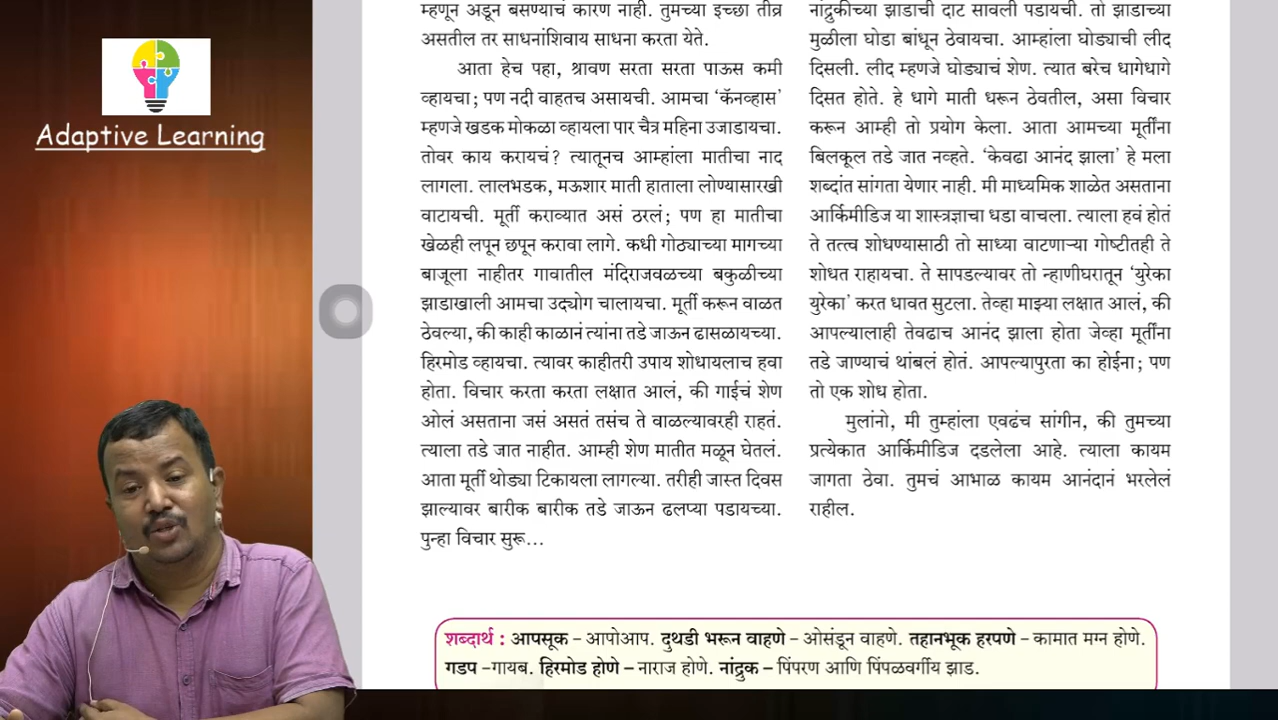 Adaptive Learning
म्हणून अडून बसण्याचं कारण नाही. तुमच्या इच्छा तीव्र
असतील तर साधनांशिवाय साधना करता येते.
आता हेच पहा, श्रावण सरता सरता पाऊस कमी
व्हायचा; पण नदी वाहतच असायची. आमचा ‘कॅनव्हास’
म्हणजे खडक मोकळा व्हायला पार चैत्र महिना उजाडायचा.
तोवर काय करायचं? त्यातूनच आम्हांला मातीचा नाद
लागला. लालभडक, मऊशार माती हाताला लोण्यासारखी
वाटायची. मूर्ती कराव्यात असं ठरलं; पण हा मातीचा
खेळही लपून छपून करावा लागे. कधी गोठ्याच्या मागच्या
बाजूला नाहीतर गावातील मंदिराजवळच्या बकुळीच्या
झाडाखाली आमचा उद्योग चालायचा. मूर्ती करून वाळत
ठेवल्या, की काही काळानं त्यांना तडे जाऊन ढासळायच्या.
हिरमोड व्हायचा. त्यावर काहीतरी उपाय शोधायलाच हवा
होता. विचार करता करता लक्षात आलं, की गाईचं शेण
ओलं असताना जसं असतं तसंच ते वाळल्यावरही राहतं.
त्याला तडे जात नाहीत. आम्ही शेण मातीत मळून घेतलं.
आता मूर्ती थोड्या टिकायला लागल्या. तरीही जास्त दिवस
झाल्यावर बारीक बारीक तडे जाऊन ढलप्या पडायच्या.
पुन्हा विचार सुरू...
नांद्रुकीच्या झाडाची दाट सावली पडायची. तो झाडाच्या
मुळीला घोडा बांधून ठेवायचा. आम्हांला घोड्याची लीद
दिसली. लीद म्हणजे घोड्याचं शेण. त्यात बरेच धागेधागे
दिसत होते. हे धागे माती धरून ठेवतील, असा विचार
करून आम्ही तो प्रयोग केला. आता आमच्या मूर्तींना
बिलकूल तडे जात नव्हते. ‘केवढा आनंद झाला’ हे मला
शब्दांत सांगता येणार नाही. मी माध्यमिक शाळेत असताना
आर्किमीडिज या शास्त्रज्ञाचा धडा वाचला. त्याला हवं होतं
ते तत्त्व शोधण्यासाठी तो साध्या वाटणाऱ्या गोष्टीतही ते
शोधत राहायचा. ते सापडल्यावर तो न्हाणीघरातून ‘युरेका
युरेका’ करत धावत सुटला. तेव्हा माझ्या लक्षात आलं, की
आपल्यालाही तेवढाच आनंद झाला होता जेव्हा मूर्तींना
तडे जाण्याचं थांबलं होतं. आपल्यापुरता का होईना; पण
तो एक शोध होता.
मुलांनो, मी तुम्हांला एवढंच सांगीन, की तुमच्या
प्रत्येकात आर्किमीडिज दडलेला आहे. त्याला कायम
जागता ठेवा. तुमचं आभाळ कायम आनंदानं भरलेलं
राहील.
शब्दार्थ : आपसूक – आपोआप. दुथडी भरून वाहणे – ओसंडून वाहणे. तहानभूक हरपणे – कामात मग्न होणे.
गडप –गायब. हिरमोड होणे – नाराज होणे. नांद्रुक – पिंपरण आणि पिंपळवर्गीय झाड.